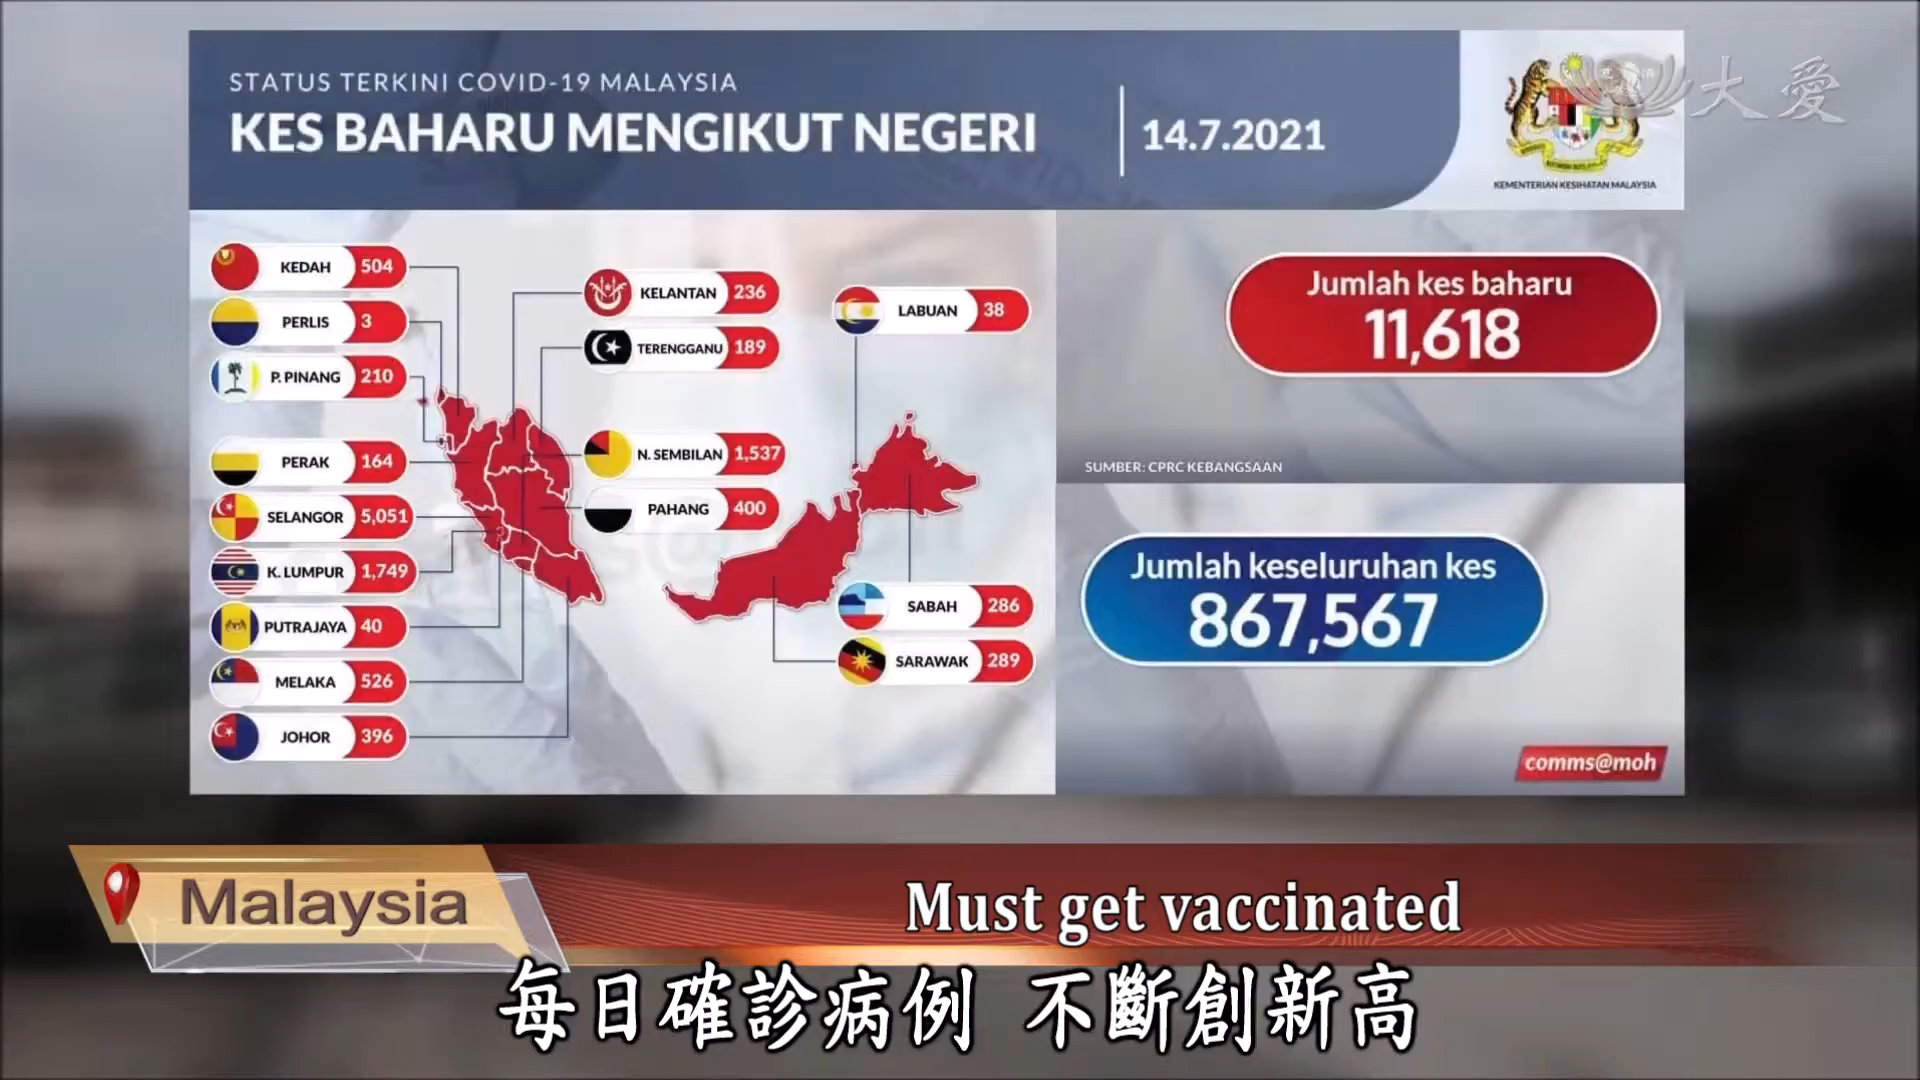 STATUS TERKINI COVID-19 MALAYSIA
KES BAHARU MENGIKUT NEGERI
14.7.2021
大愛
KEMENTERIAN KESIHATAN MALAYSIA
KEDAH 504
PERLIS 3
P. PINANG 210
PERAK 164
SELANGOR 5,051
K. LUMPUR 1,749
PUTRAJAYA 40
MELAKA 526
JOHOR 396
KELANTAN 236
TERENGGANU 189
N. SEMBILAN 1,537
PAHANG 400
LABUAN 38
SABAH 286
SARAWAK 289
Jumlah kes baharu
11,618
SUMBER: CPRC KEBANGSAAN
Jumlah keseluruhan kes
867,567
comms@moh
Malaysia
Must get vaccinated
每日確診病例 不斷創新高